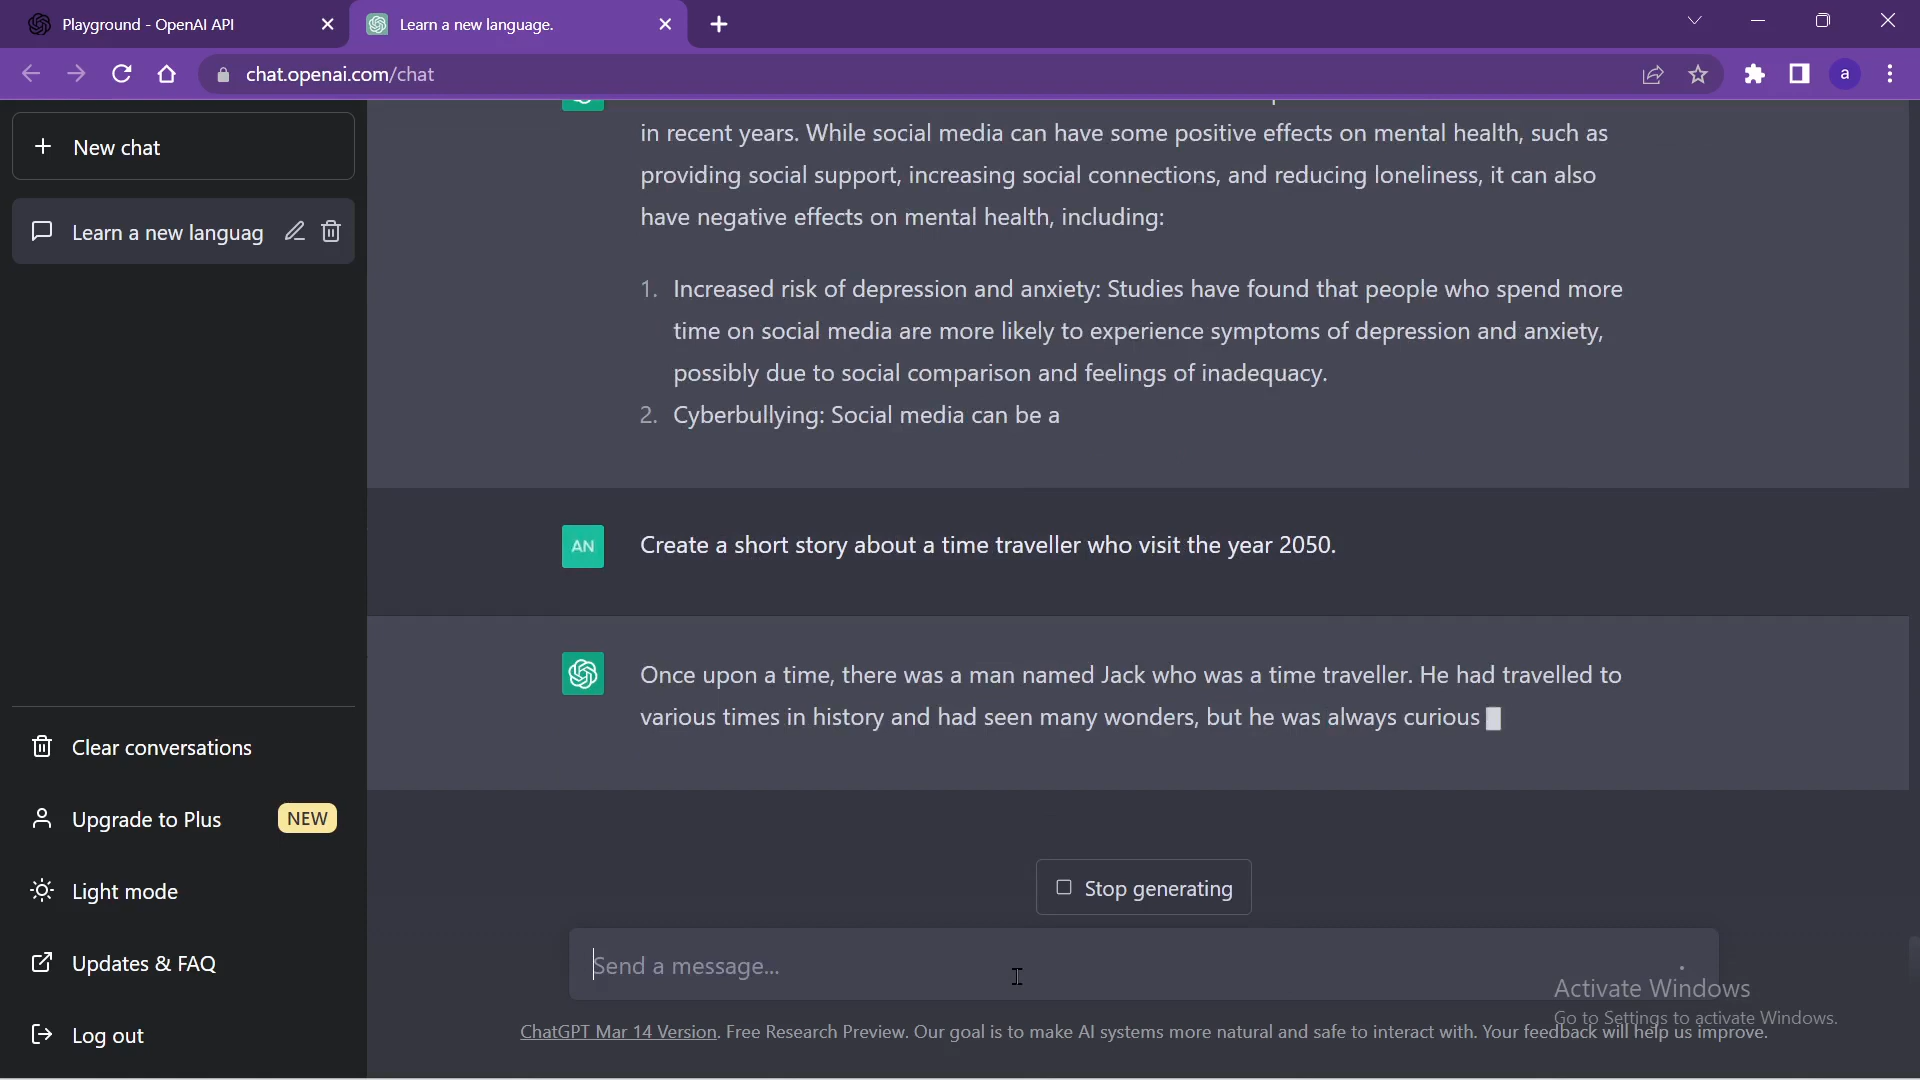 Playground - OpenAI API
Learn a new language.
chat.openai.com/chat
a
New chat
Learn a new languag
in recent years. While social media can have some positive effects on mental health, such as
providing social support, increasing social connections, and reducing loneliness, it can also
have negative effects on mental health, including:
1. Increased risk of depression and anxiety: Studies have found that people who spend more
time on social media are more likely to experience symptoms of depression and anxiety,
possibly due to social comparison and feelings of inadequacy.
2. Cyberbullying: Social media can be a
AN
Create a short story about a time traveller who visit the year 2050.
Once upon a time, there was a man named Jack who was a time traveller. He had travelled to
various times in history and had seen many wonders, but he was always curious
Clear conversations
Upgrade to Plus
NEW
Light mode
Updates & FAQ
Log out
Stop generating
Send a message...
Activate Windows
Go to Settings to activate Windows.
ChatGPT Mar 14 Version. Free Research Preview. Our goal is to make AI systems more natural and safe to interact with. Your feedback will help us improve.